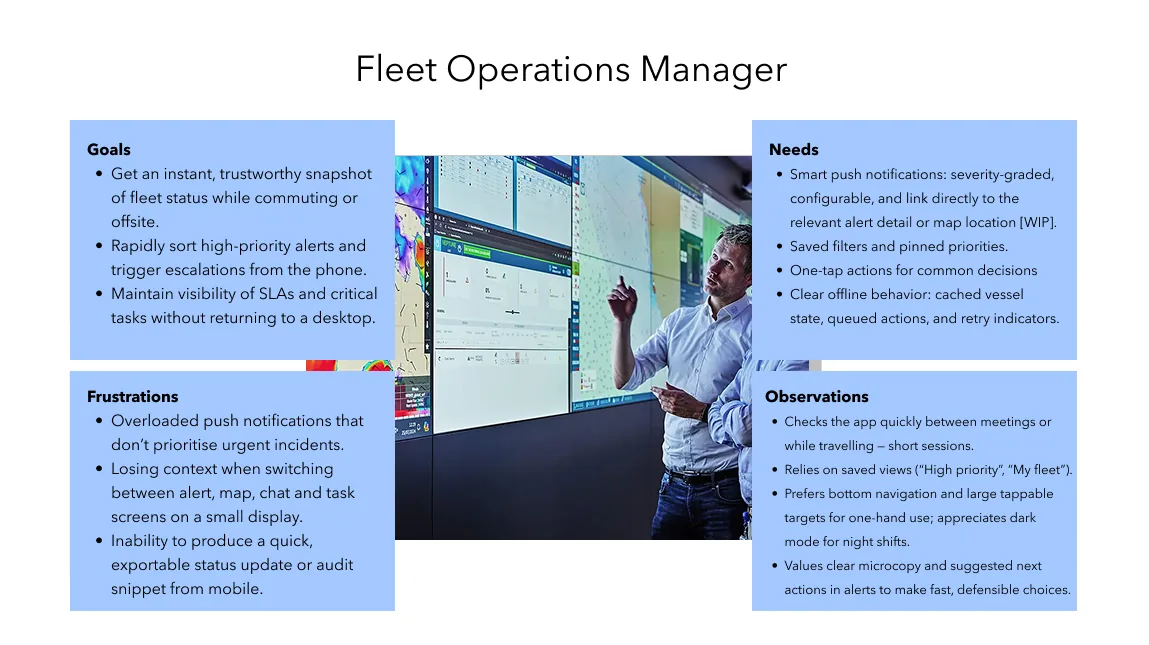 Fleet Operations Manager
Goals
• Get an instant, trustworthy snapshot
of fleet status while commuting or
offsite.
• Rapidly sort high-priority alerts and
trigger escalations from the phone.
• Maintain visibility of SLAs and critical
tasks without returning to a desktop.
Needs
• Smart push notifications: severity-graded,
configurable, and link directly to the
relevant alert detail or map location [WIP].
• Saved filters and pinned priorities.
• One-tap actions for common decisions
• Clear offline behavior: cached vessel
state, queued actions, and retry indicators.
NEPTUNE
Frustrations
• Overloaded push notifications that
don’t prioritise urgent incidents.
• Losing context when switching
between alert, map, chat and task
screens on a small display.
• Inability to produce a quick,
exportable status update or audit
snippet from mobile.
Observations
• Checks the app quickly between meetings or
while travelling – short sessions.
• Relies on saved views (“High priority”, “My fleet”).
• Prefers bottom navigation and large tappable
targets for one-hand use; appreciates dark
mode for night shifts.
• Values clear microcopy and suggested next
actions in alerts to make fast, defensible choices.